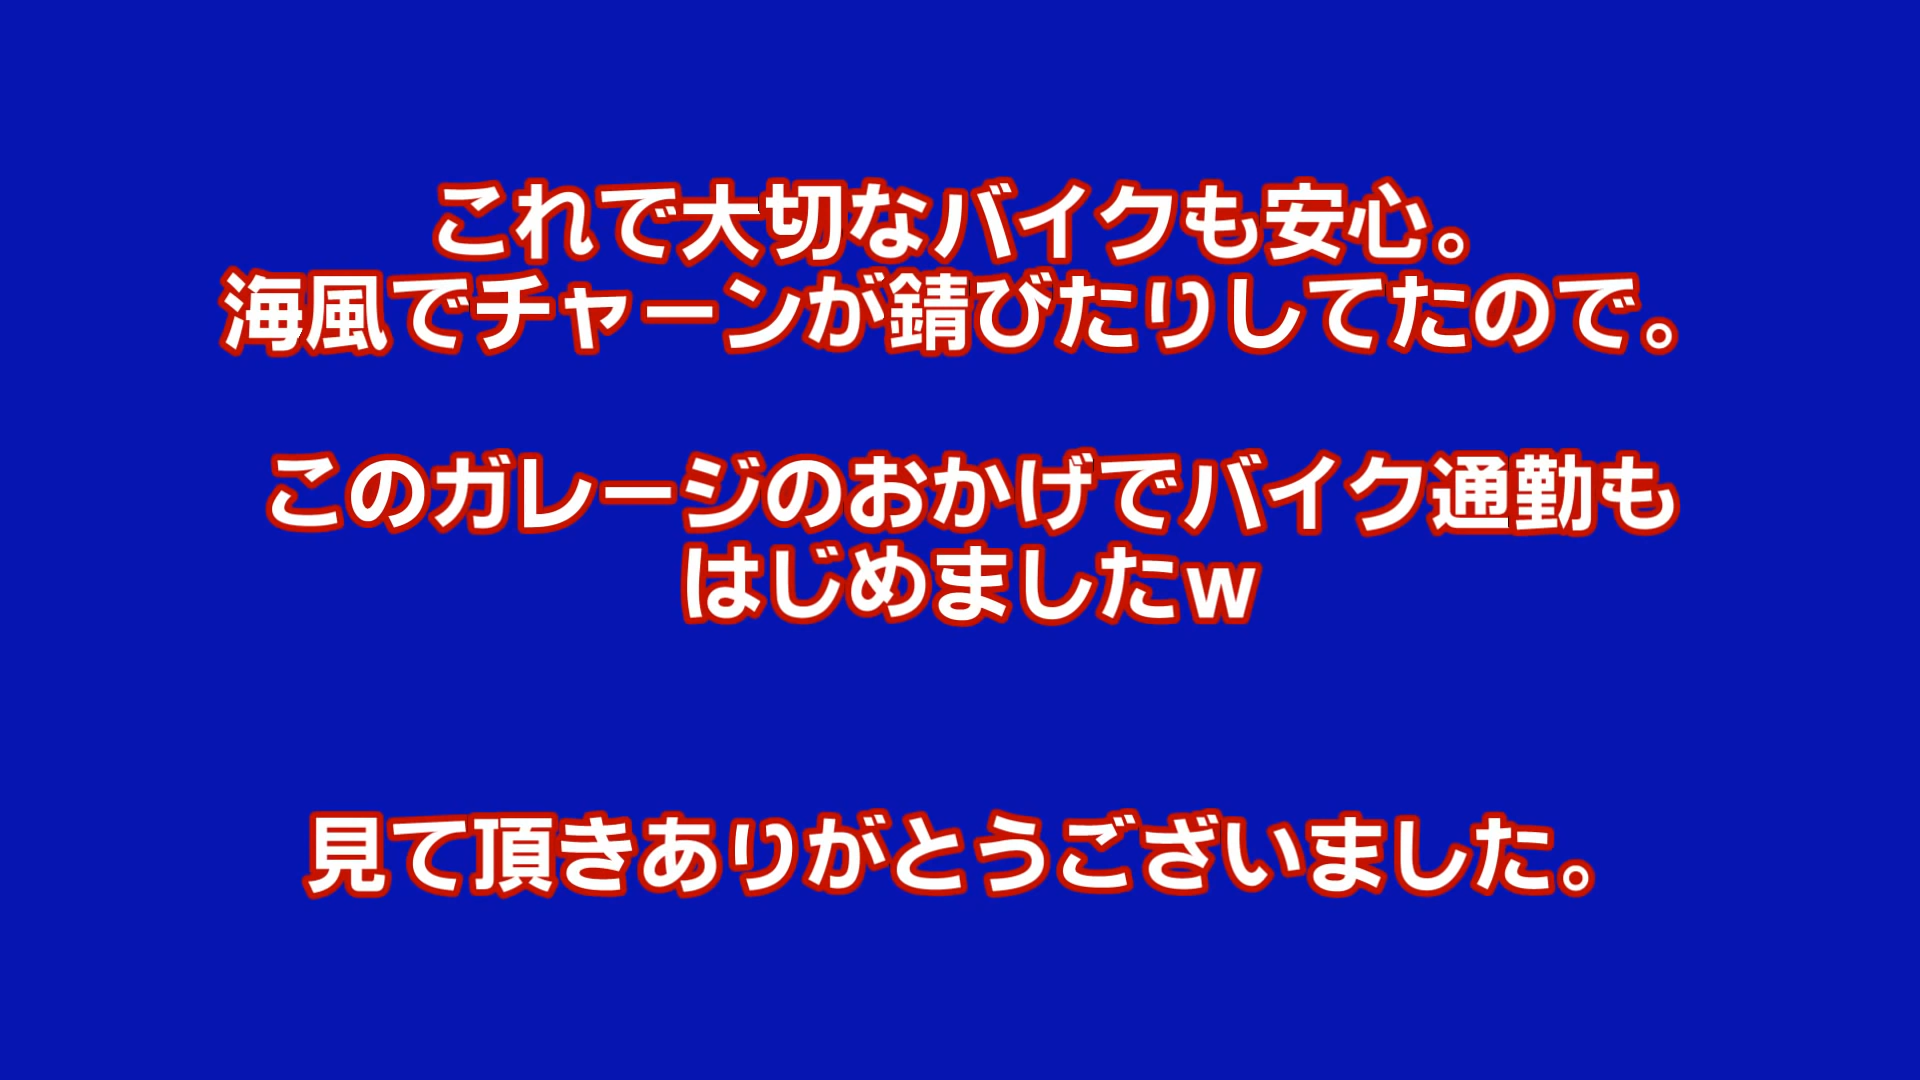 これで大切なバイクも安心。
海風でチャーンが錆びたりしてたので。
このガレージのおかげでバイク通勤も
はじめましたw
見て頂きありがとうございました。